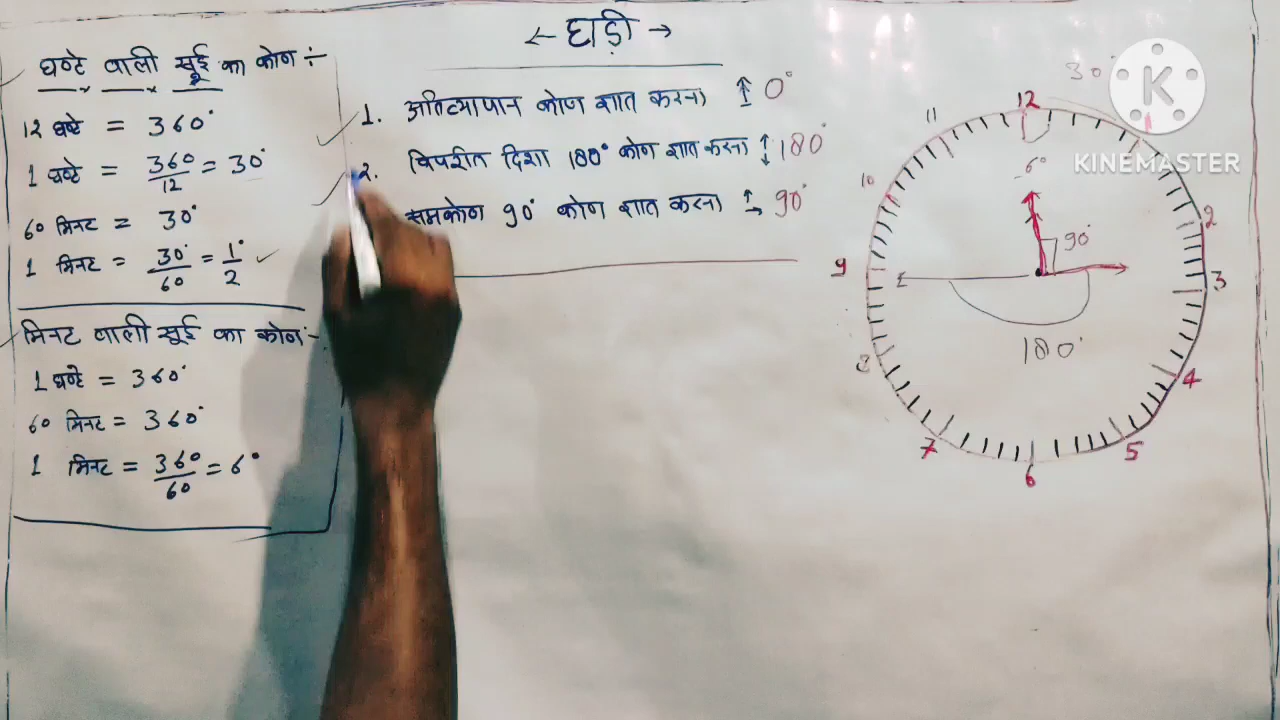 ← घड़ी →
घण्टे वाली सूई का कोण :-
12 घण्टे = 360°
1 घण्टे = 360/12 = 30°
60 मिनट = 30°
1 मिनट = 30°/60 = 1°/2
मिनट वाली सूई का कोण:-
1 घण्टे = 360°
60 मिनट = 360°
1 मिनट = 360/60 = 6°
1. अतिव्यापान कोण ज्ञात करना 0°
2. विपरीत दिशा 180° कोण ज्ञात करना 180°
समकोण 90° कोण ज्ञात करना 90°
30°
K
KINEMASTER
12
11
6°
10
2
90°
9
3
180°
4
7
5
6